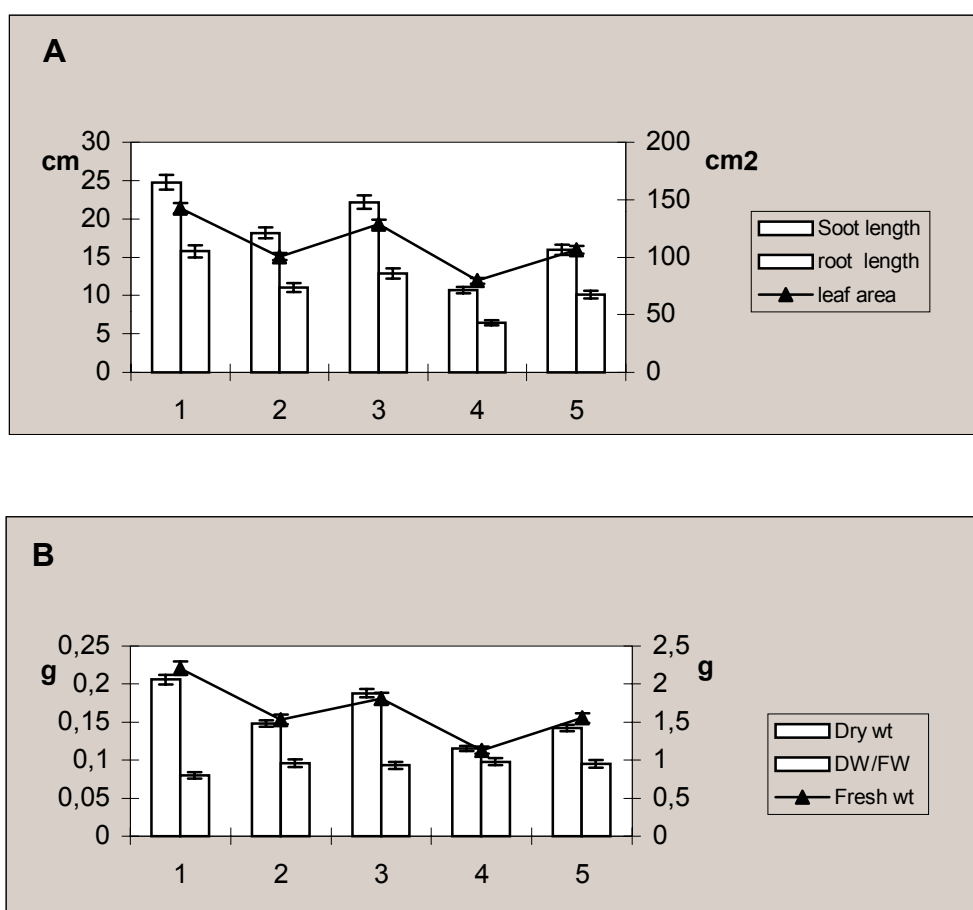 A
30
25
20
15
10
5
0
cm
200
150
100
50
0
cm2
1 2 3 4 5
Soot length
root length
leaf area
B
0,25
0,2
0,15
0,1
0,05
0
g
2,5
2
1,5
1
0,5
0
g
1 2 3 4 5
Dry wt
DW/FW
Fresh wt